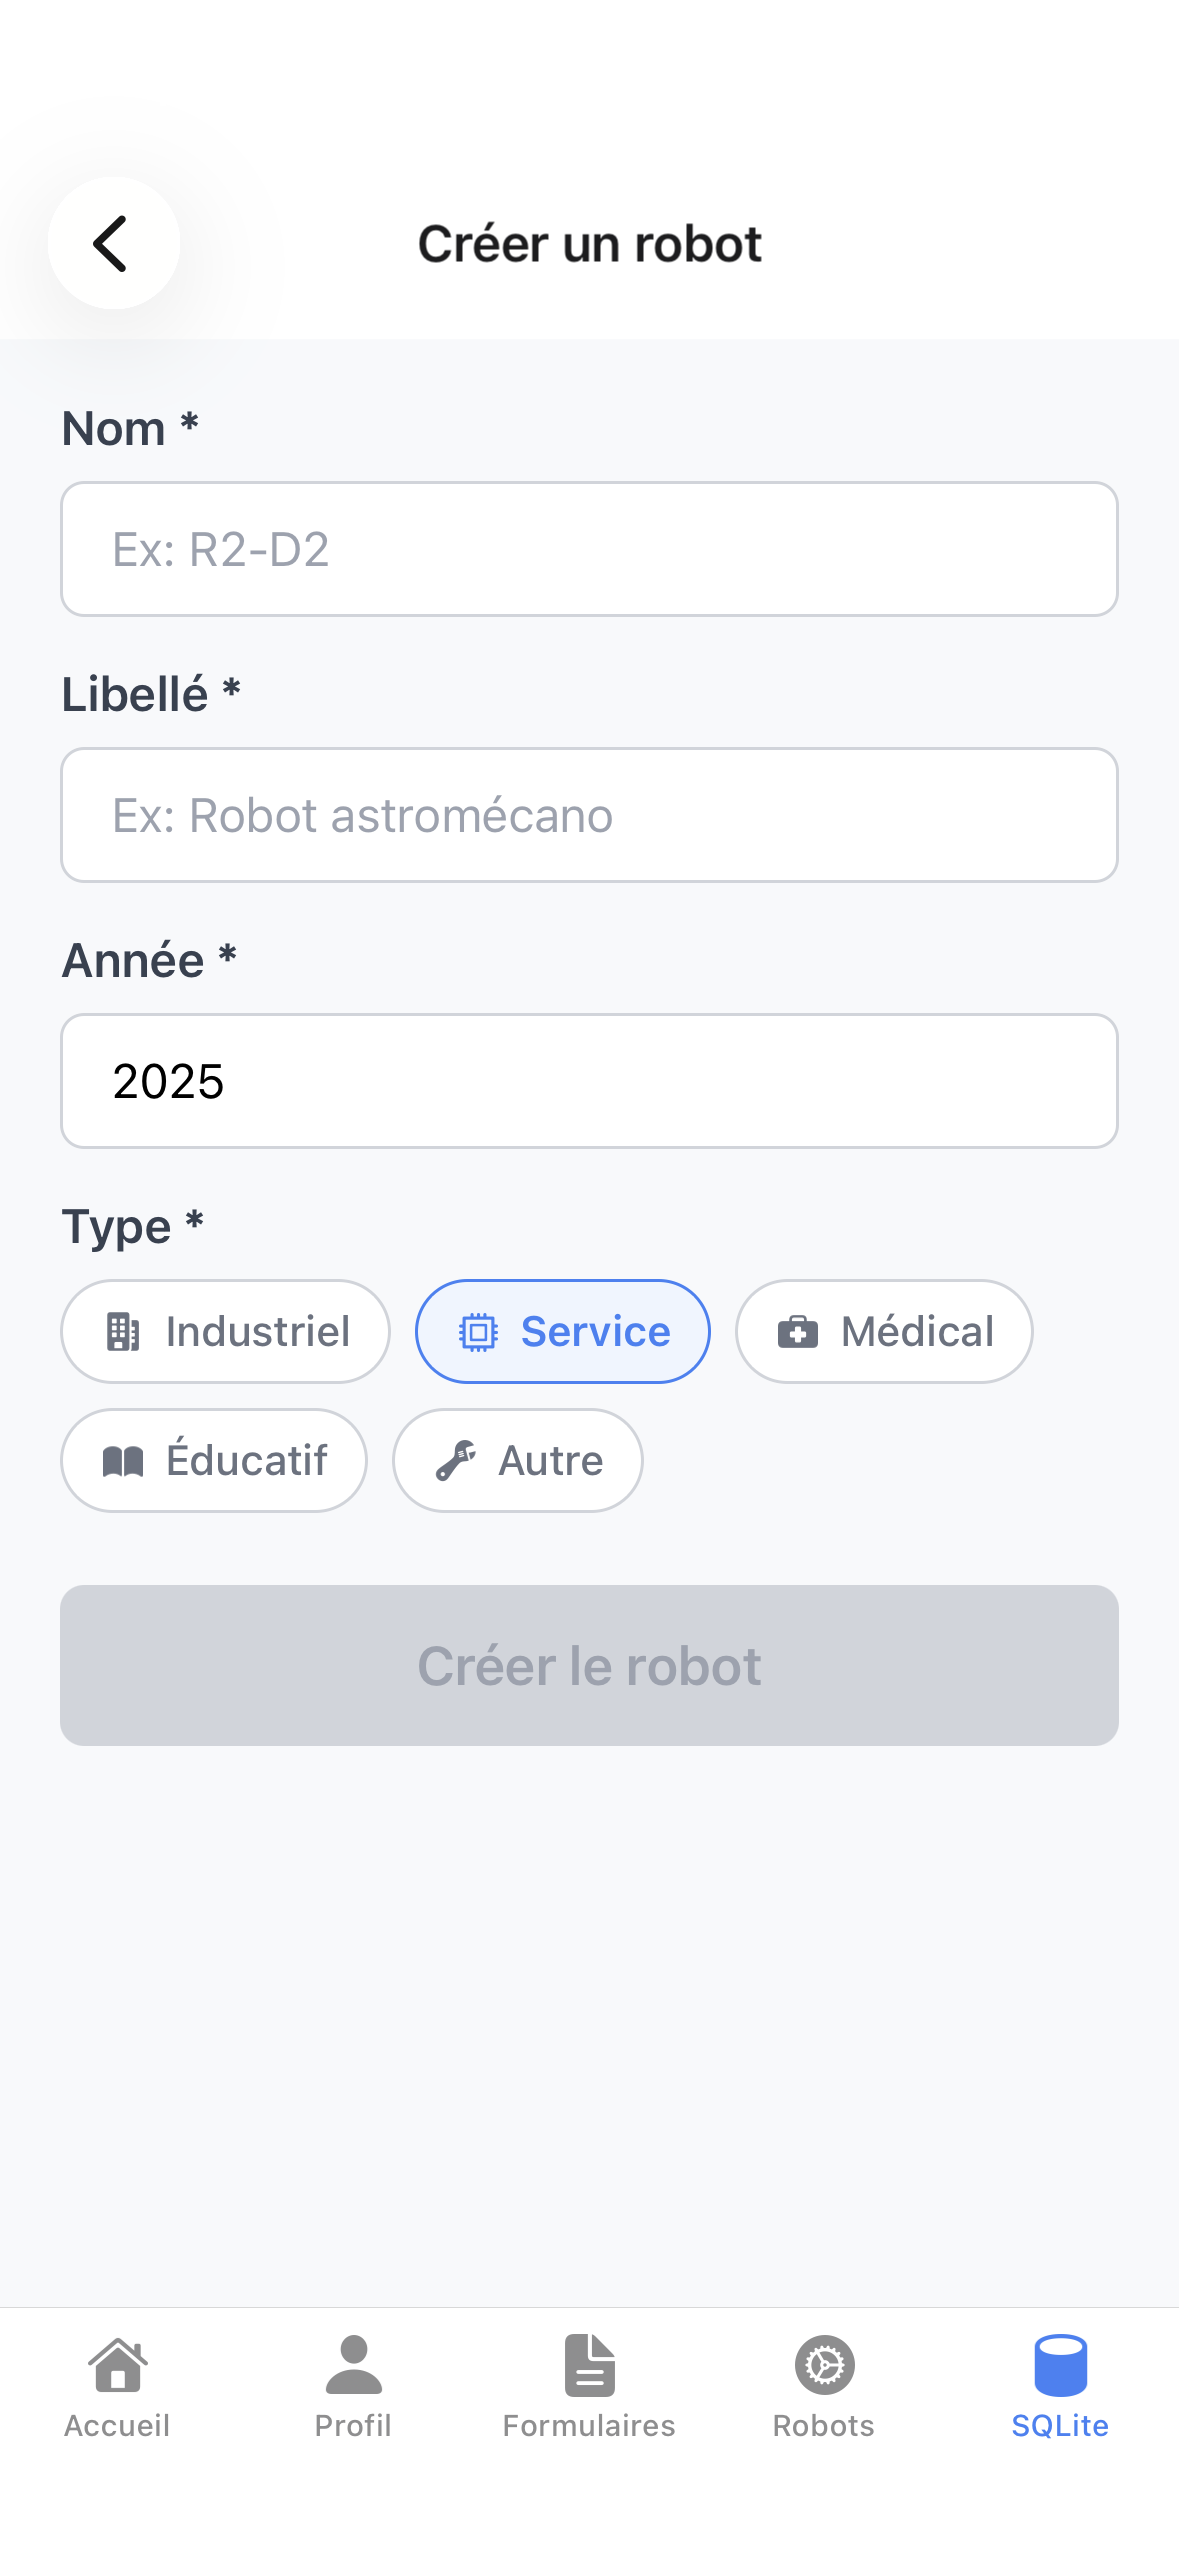 Créer un robot
Nom *
Ex: R2-D2
Libellé *
Ex: Robot astromécano
Année *
2025
Type *
Industriel Service Médical
Éducatif Autre
Créer le robot
Accueil Profil Formulaires Robots SQLite